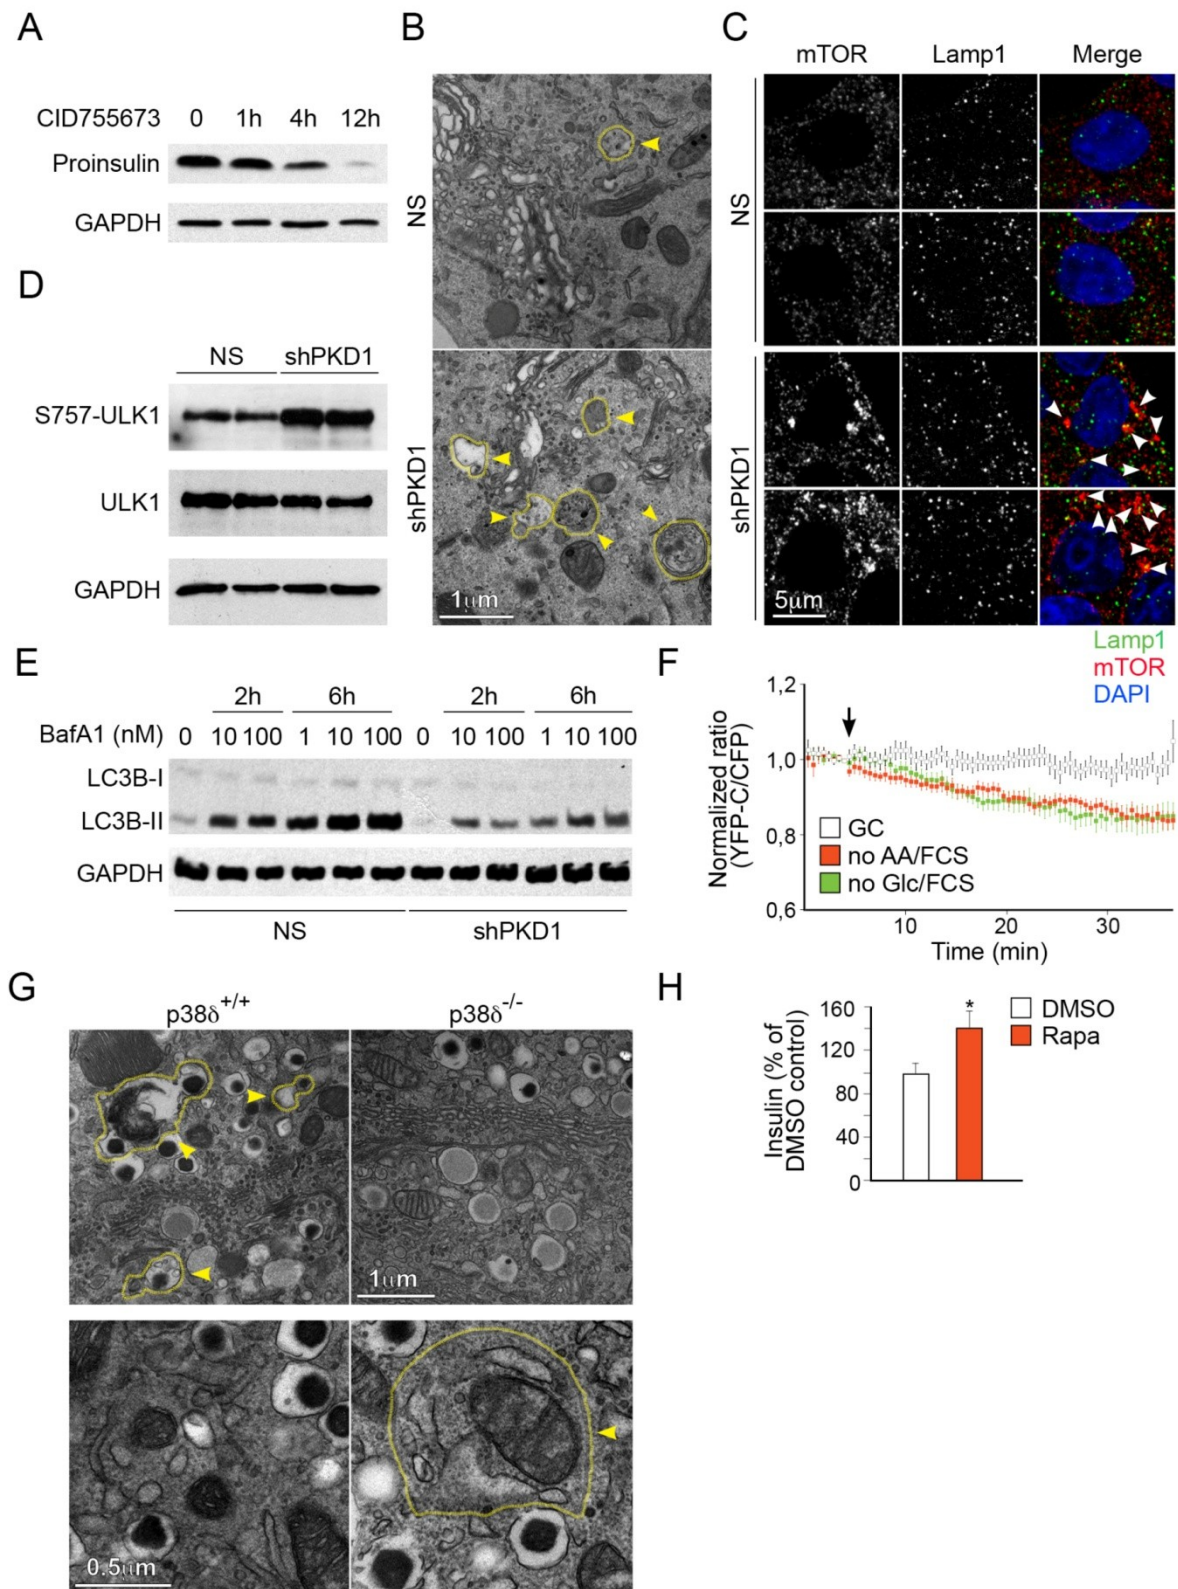 A
CID755673 0 1h 4h 12h
Proinsulin
GAPDH
B
NS
shPKD1
1μm
C
mTOR Lamp1 Merge
NS
shPKD1
5μm
Lamp1
mTOR
DAPI
D
NS shPKD1
S757-ULK1
ULK1
GAPDH
E
2h 6h 2h 6h
BafA1 (nM) 0 10 100 1 10 100 0 10 100 1 10 100
LC3B-I
LC3B-II
GAPDH
NS shPKD1
F
Normalized ratio
(YFP-C/CFP)
1,2
1,0
0,8
0,6
GC
no AA/FCS
no Glc/FCS
10 20 30
Time (min)
G
p38δ+/+ p38δ-/-
1μm
0.5μm
H
Insulin (% of
DMSO control)
160
120
80
40
0
*
DMSO
Rapa